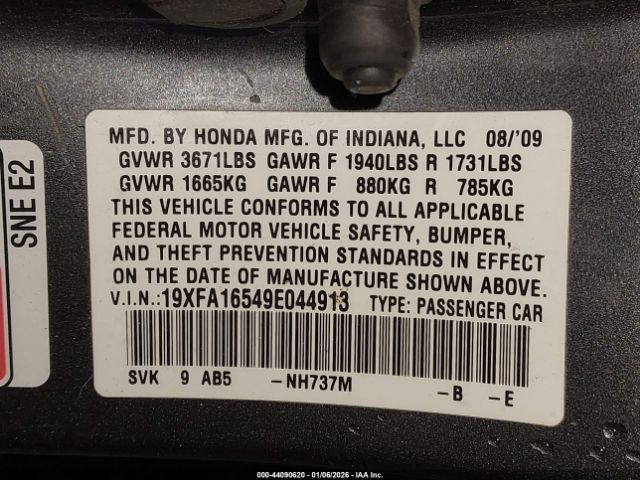 MFD. BY HONDA MFG. OF INDIANA, LLC 08/'09
GVWR 3671LBS GAWR F 1940LBS R 1731LBS
GVWR 1665KG GAWR F 880KG R 785KG
THIS VEHICLE CONFORMS TO ALL APPLICABLE
FEDERAL MOTOR VEHICLE SAFETY, BUMPER,
AND THEFT PREVENTION STANDARDS IN EFFECT
ON THE DATE OF MANUFACTURE SHOWN ABOVE.
V.I.N.:19XFA16549E044913 TYPE: PASSENGER CAR
SVK 9 AB5 -NH737M -B -E
SNE E2
000-44090620 - 01/06/2026 - IAA Inc.